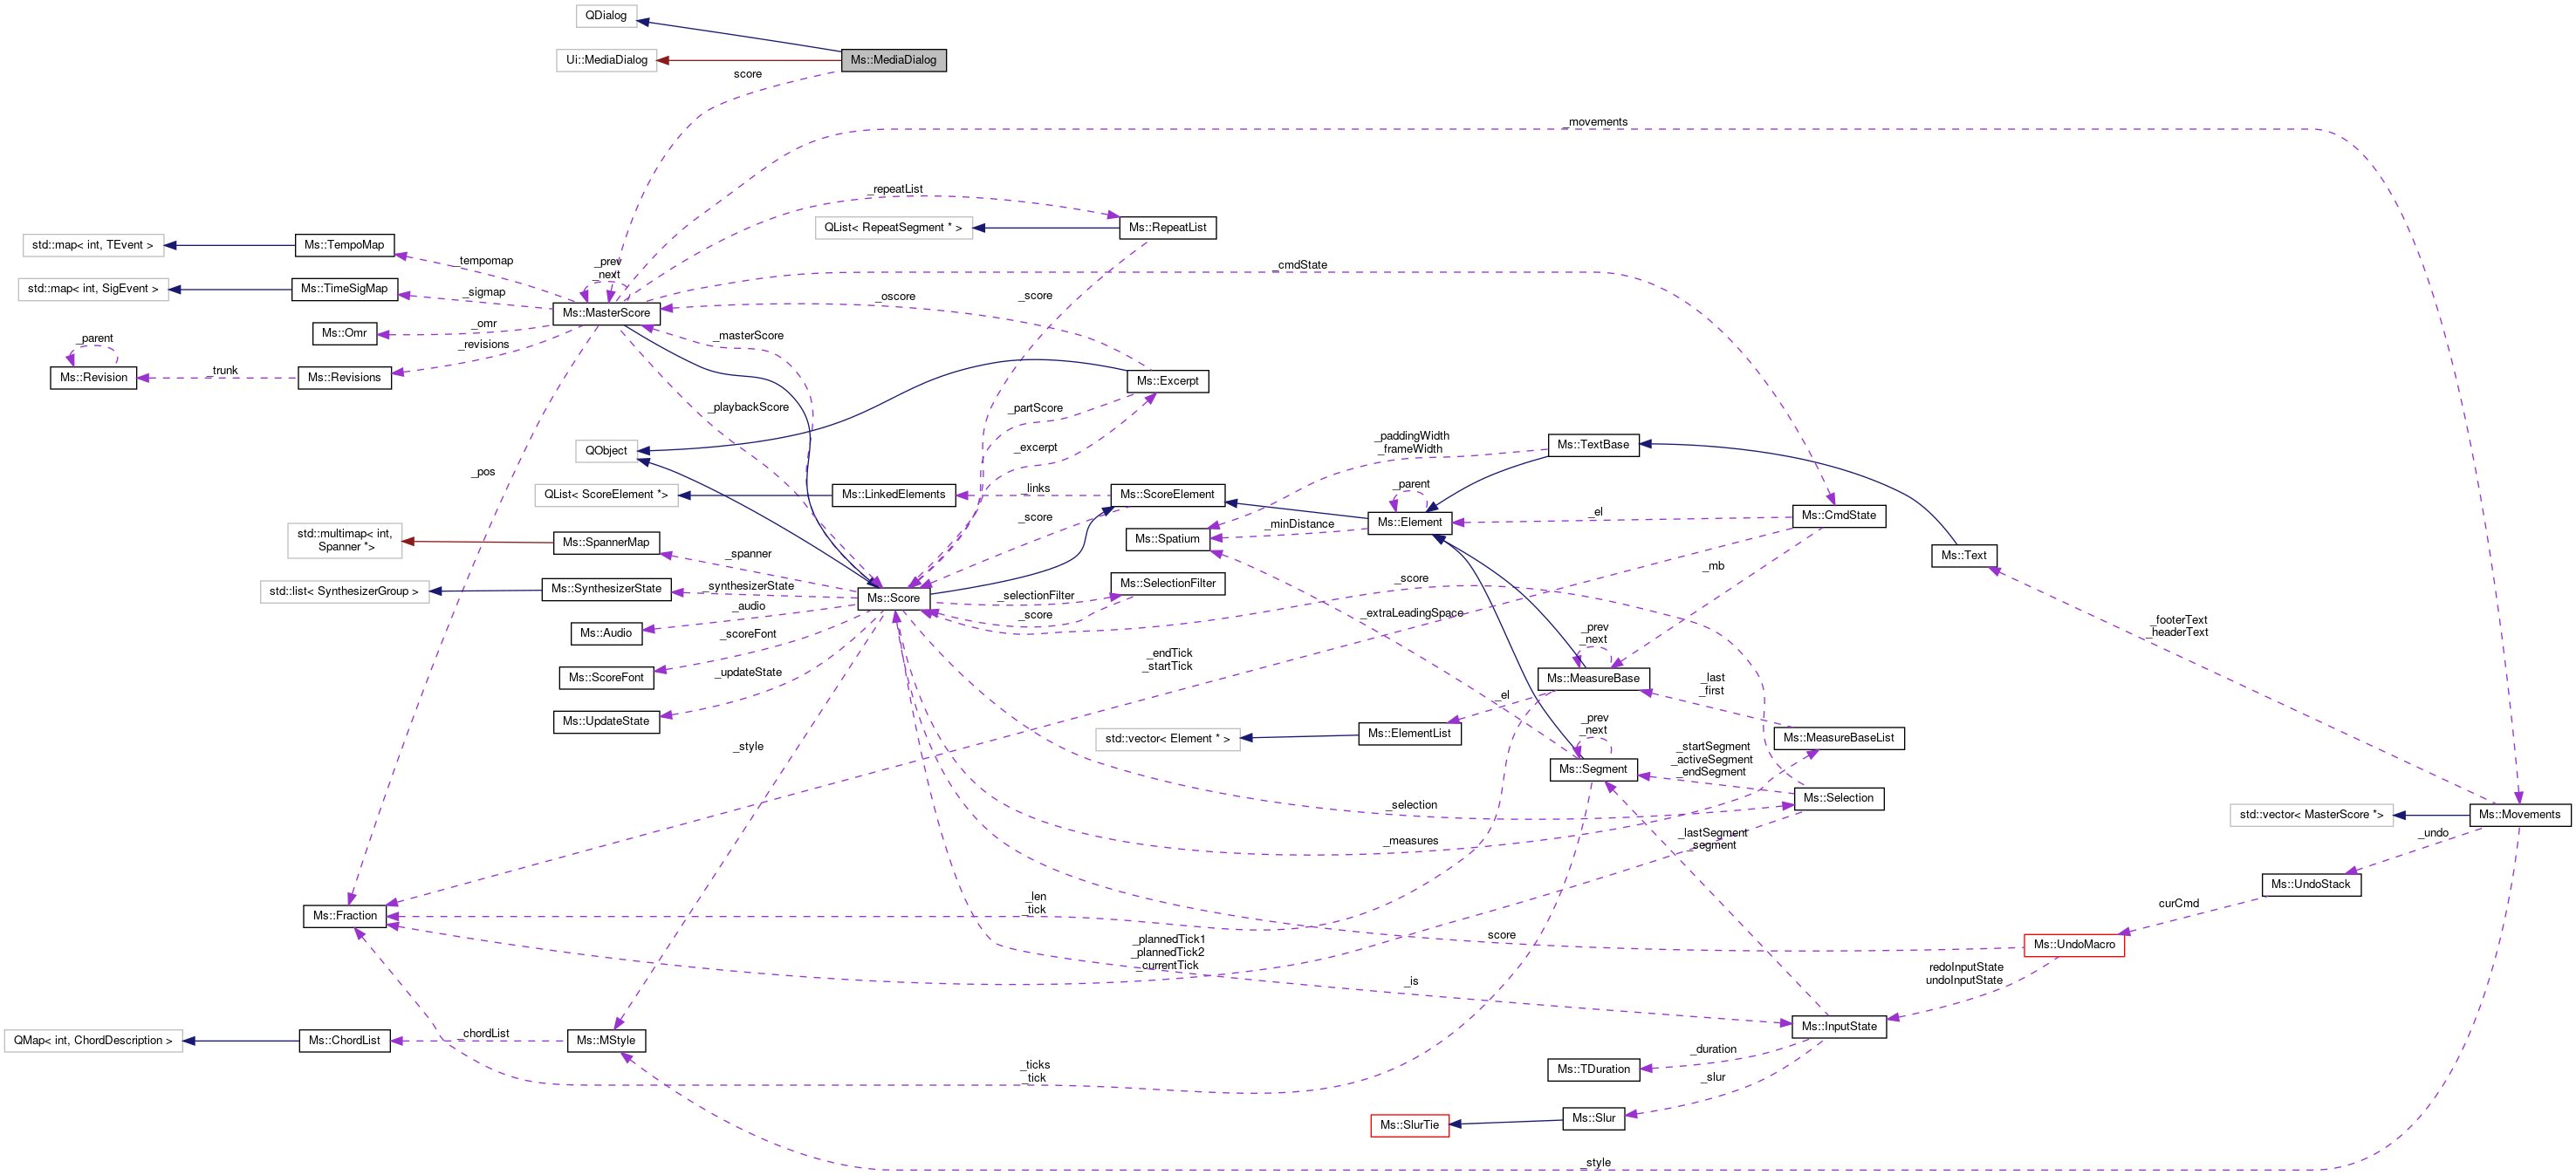 QDialog
Ui::MediaDialog
Ms::MediaDialog
score
_movements
_repeatList
QList< RepeatSegment * >
Ms::RepeatList
std::map< int, TEvent >
Ms::TempoMap
_tempomap
_prev
_next
_cmdState
std::map< int, SigEvent >
Ms::TimeSigMap
_sigmap
_oscore
_score
Ms::MasterScore
Ms::Omr
_omr
_masterScore
_parent
_revisions
Ms::Revision
_trunk
Ms::Revisions
Ms::Excerpt
_playbackScore
_partScore
QObject
_excerpt
_paddingWidth
_frameWidth
Ms::TextBase
_pos
QList< ScoreElement *>
Ms::LinkedElements
_links
Ms::ScoreElement
_parent
_score
_minDistance
Ms::Element
_el
Ms::CmdState
std::multimap< int,
Spanner *>
Ms::SpannerMap
_spanner
Ms::Spatium
Ms::Text
std::list< SynthesizerGroup >
Ms::SynthesizerState
_synthesizerState
Ms::Score
_selectionFilter
Ms::SelectionFilter
_score
_mb
_audio
_score
_extraLeadingSpace
Ms::Audio
_scoreFont
_prev
_next
_footerText
_headerText
Ms::ScoreFont
_updateState
_endTick
_startTick
Ms::MeasureBase
_last
_first
Ms::UpdateState
_el
_style
std::vector< Element * >
Ms::ElementList
_prev
_next
Ms::MeasureBaseList
_startSegment
_activeSegment
_endSegment
Ms::Segment
Ms::Selection
_selection
std::vector< MasterScore *>
Ms::Movements
_measures
_lastSegment
_segment
_undo
Ms::UndoStack
_len
_tick
Ms::Fraction
curCmd
score
Ms::UndoMacro
_plannedTick1
_plannedTick2
_currentTick
_is
redoInputState
undoInputState
Ms::InputState
QMap< int, ChordDescription >
Ms::ChordList
_chordList
Ms::MStyle
_duration
_ticks
_tick
Ms::TDuration
_slur
Ms::SlurTie
Ms::Slur
_style